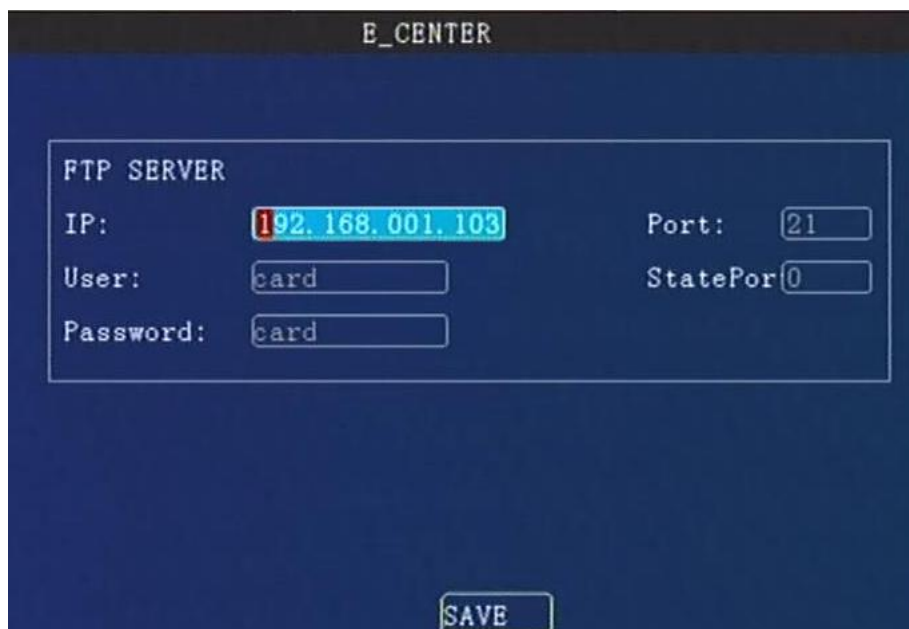 E_CENTER
FTP SERVER
IP: 192.168.001.103 Port: 21
User: card StatePor 0
Password: card
SAVE